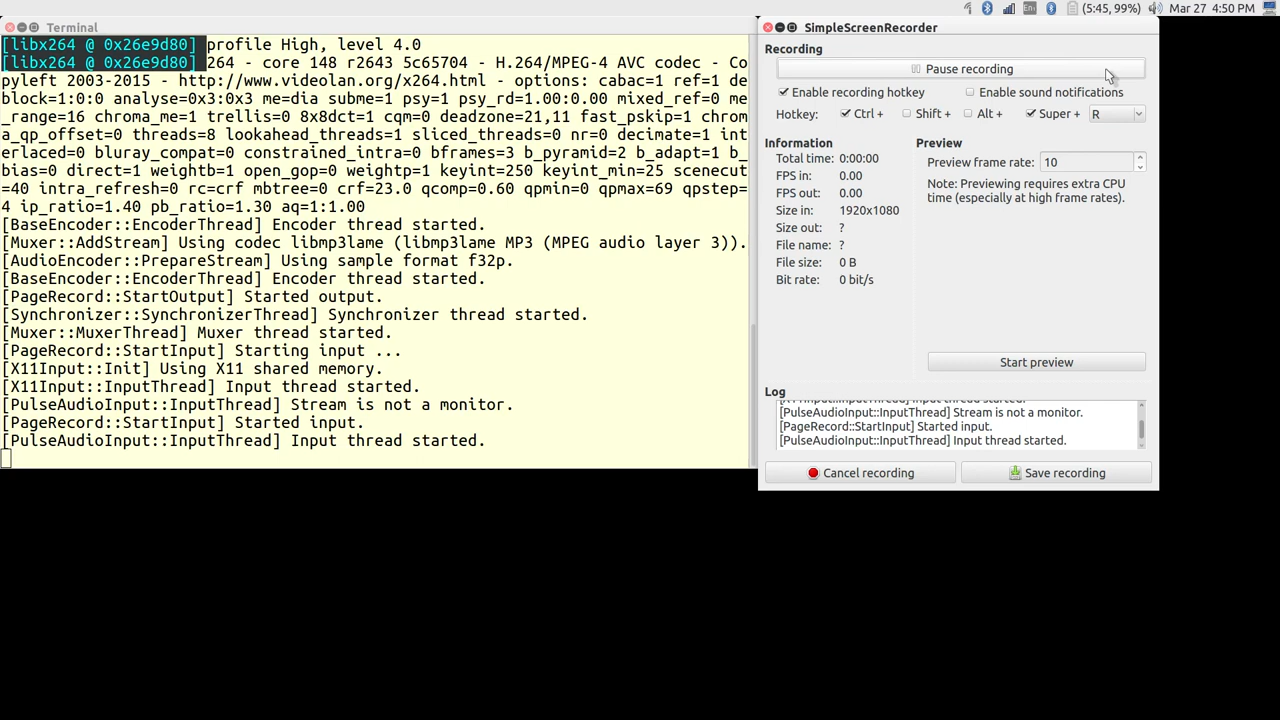 En
(5:45, 99%)
Mar 27 4:50 PM
Terminal
[libx264 @ 0x26e9d80] profile High, level 4.0
[libx264 @ 0x26e9d80] 264 - core 148 r2643 5c65704 - H.264/MPEG-4 AVC codec - Co
pyleft 2003-2015 - http://www.videolan.org/x264.html - options: cabac=1 ref=1 de
block=1:0:0 analyse=0x3:0x3 me=dia subme=1 psy=1 psy_rd=1.00:0.00 mixed_ref=0 me
_range=16 chroma_me=1 trellis=0 8x8dct=1 cqm=0 deadzone=21,11 fast_pskip=1 chrom
a_qp_offset=0 threads=8 lookahead_threads=1 sliced_threads=0 nr=0 decimate=1 int
erlaced=0 bluray_compat=0 constrained_intra=0 bframes=3 b_pyramid=2 b_adapt=1 b_
bias=0 direct=1 weightb=1 open_gop=0 weightp=1 keyint=250 keyint_min=25 scenecut
=40 intra_refresh=0 rc=crf mbtree=0 crf=23.0 qcomp=0.60 qpmin=0 qpmax=69 qpstep=
4 ip_ratio=1.40 pb_ratio=1.30 aq=1:1.00
[BaseEncoder::EncoderThread] Encoder thread started.
[Muxer::AddStream] Using codec libmp3lame (libmp3lame MP3 (MPEG audio layer 3)).
[AudioEncoder::PrepareStream] Using sample format f32p.
[BaseEncoder::EncoderThread] Encoder thread started.
[PageRecord::StartOutput] Started output.
[Synchronizer::SynchronizerThread] Synchronizer thread started.
[Muxer::MuxerThread] Muxer thread started.
[PageRecord::StartInput] Starting input ...
[X11Input::Init] Using X11 shared memory.
[X11Input::InputThread] Input thread started.
[PulseAudioInput::InputThread] Stream is not a monitor.
[PageRecord::StartInput] Started input.
[PulseAudioInput::InputThread] Input thread started.
SimpleScreenRecorder
Recording
Pause recording
Enable recording hotkey
Enable sound notifications
Hotkey: Ctrl + Shift + Alt + Super + R
Information
Total time: 0:00:00
FPS in: 0.00
FPS out: 0.00
Size in: 1920x1080
Size out: ?
File name: ?
File size: 0 B
Bit rate: 0 bit/s
Preview
Preview frame rate: 10
Note: Previewing requires extra CPU
time (especially at high frame rates).
Start preview
Log
[X11Input::InputThread] Input thread started.
[PulseAudioInput::InputThread] Stream is not a monitor.
[PageRecord::StartInput] Started input.
[PulseAudioInput::InputThread] Input thread started.
Cancel recording
Save recording